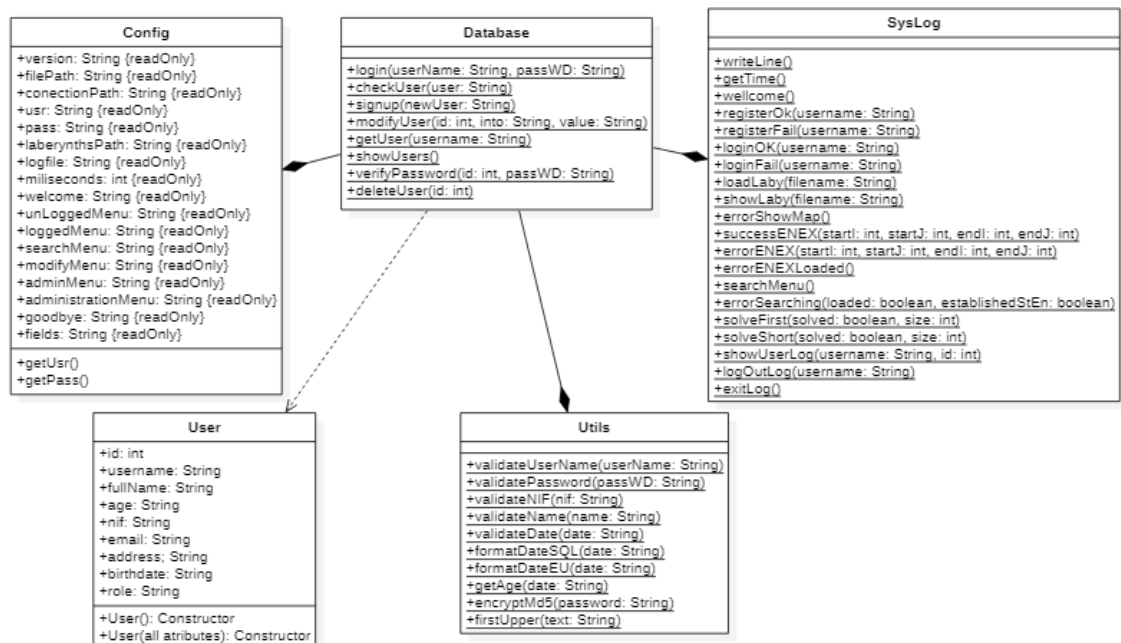 Config
+version: String {readOnly}
+filePath: String {readOnly}
+conectionPath: String {readOnly}
+usr: String {readOnly}
+pass: String {readOnly}
+laberynthsPath: String {readOnly}
+logfile: String {readOnly}
+miliseconds: int {readOnly}
+welcome: String {readOnly}
+unLoggedMenu: String {readOnly}
+loggedMenu: String {readOnly}
+searchMenu: String {readOnly}
+modifyMenu: String {readOnly}
+adminMenu: String {readOnly}
+administrationMenu: String {readOnly}
+goodbye: String {readOnly}
+fields: String {readOnly}
+getUsr()
+getPass()
Database
+login(userName: String, passWD: String)
+checkUser(user: String)
+signup(newUser: String)
+modifyUser(id: int, into: String, value: String)
+getUser(username: String)
+showUsers()
+verifyPassword(id: int, passWD: String)
+deleteUser(id: int)
SysLog
+writeLine()
+getTime()
+wellcome()
+registerOk(username: String)
+registerFail(username: String)
+loginOK(username: String)
+loginFail(username: String)
+loadLaby(filename: String)
+showLaby(filename: String)
+errorShowMap()
+successENEX(startI: int, startJ: int, endI: int, endJ: int)
+errorENEX(startI: int, startJ: int, endI: int, endJ: int)
+errorENEXLoaded()
+searchMenu()
+errorSearching(loaded: boolean, establishedStEn: boolean)
+solveFirst(solved: boolean, size: int)
+solveShort(solved: boolean, size: int)
+showUserLog(username: String, id: int)
+logOutLog(username: String)
+exitLog()
User
+id: int
+username: String
+fullName: String
+age: String
+nif: String
+email: String
+address; String
+birthdate: String
+role: String
+User(): Constructor
+User(all atributes): Constructor
Utils
+validateUserName(userName: String)
+validatePassword(passWD: String)
+validateNIF(nif: String)
+validateName(name: String)
+validateDate(date: String)
+formatDateSQL(date: String)
+formatDateEU(date: String)
+getAge(date: String)
+encryptMd5(password: String)
+firstUpper(text: String)